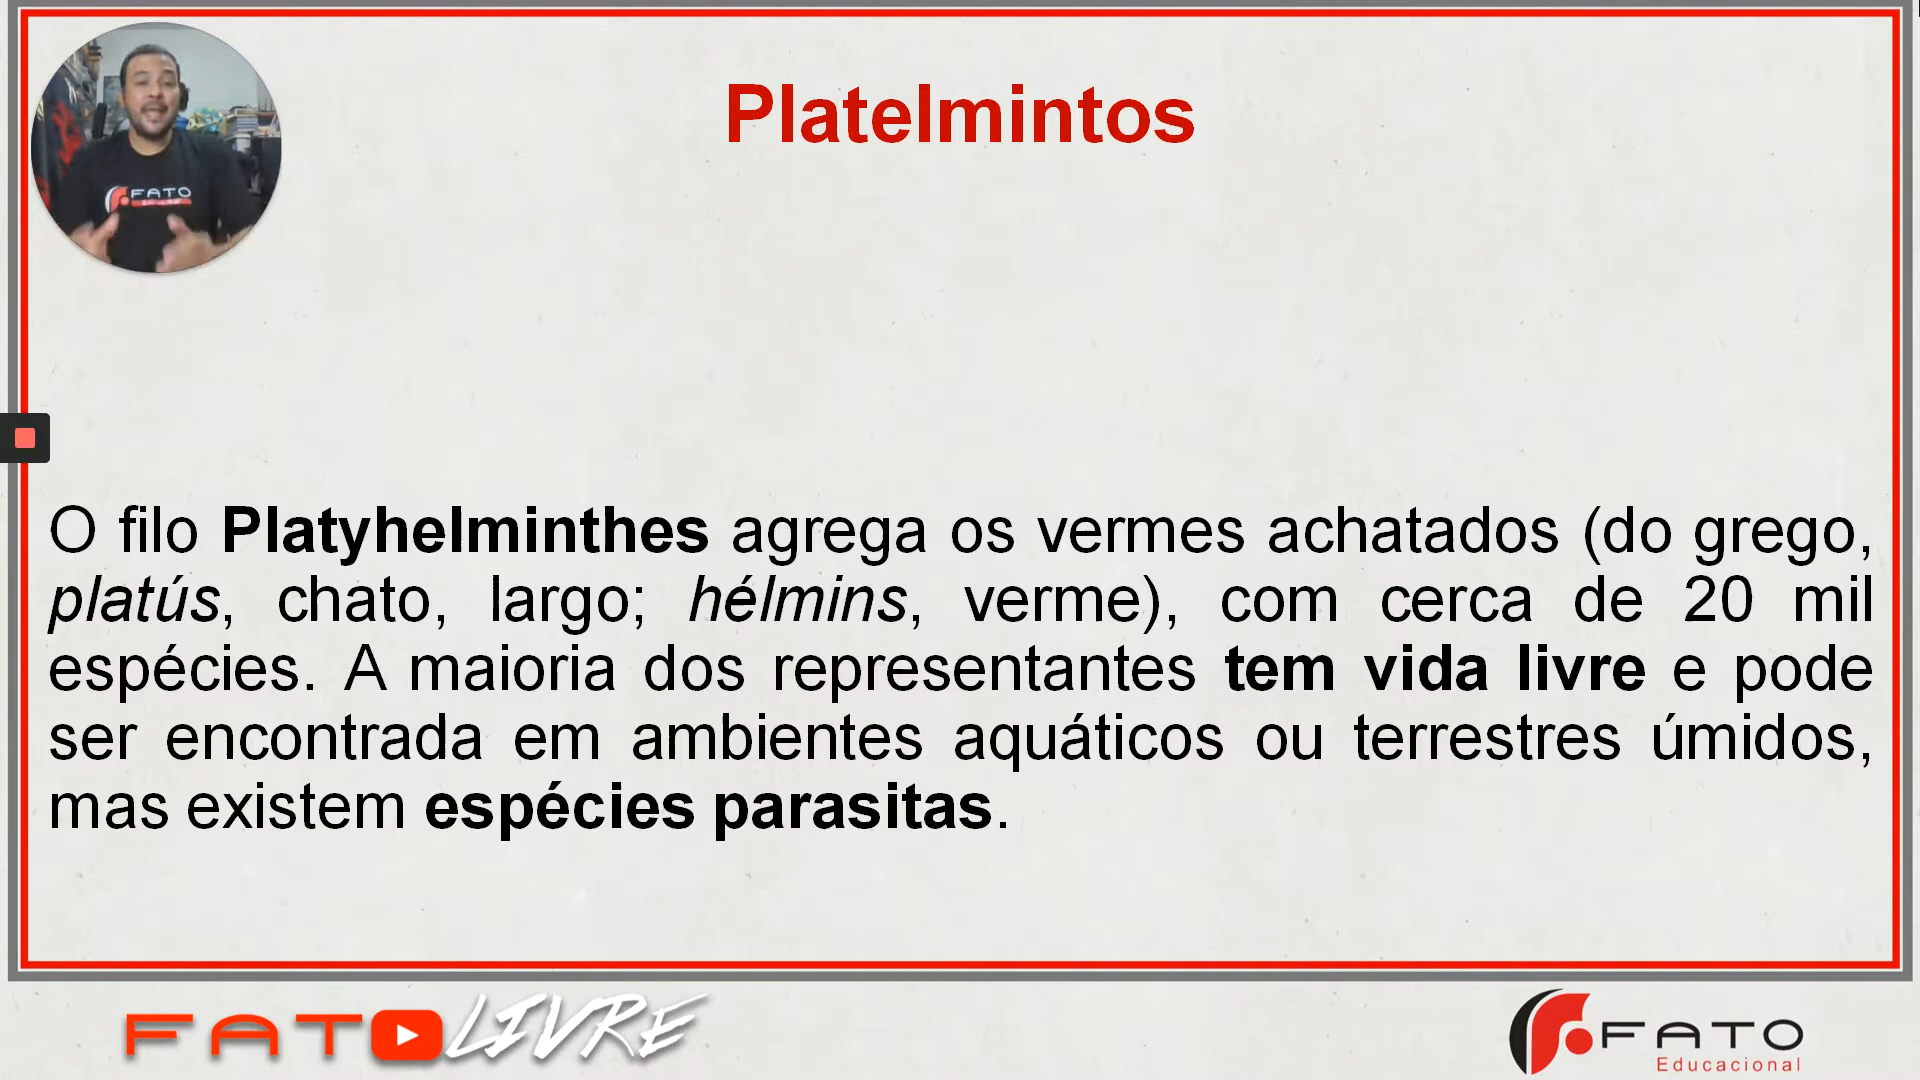 Platelmintos
FATO
O filo Platyhelminthes agrega os vermes achatados (do grego,
platús, chato, largo; hélmins, verme), com cerca de 20 mil
espécies. A maioria dos representantes tem vida livre e pode
ser encontrada em ambientes aquáticos ou terrestres úmidos,
mas existem espécies parasitas.
FATO LIVRE
FATO
Educacional